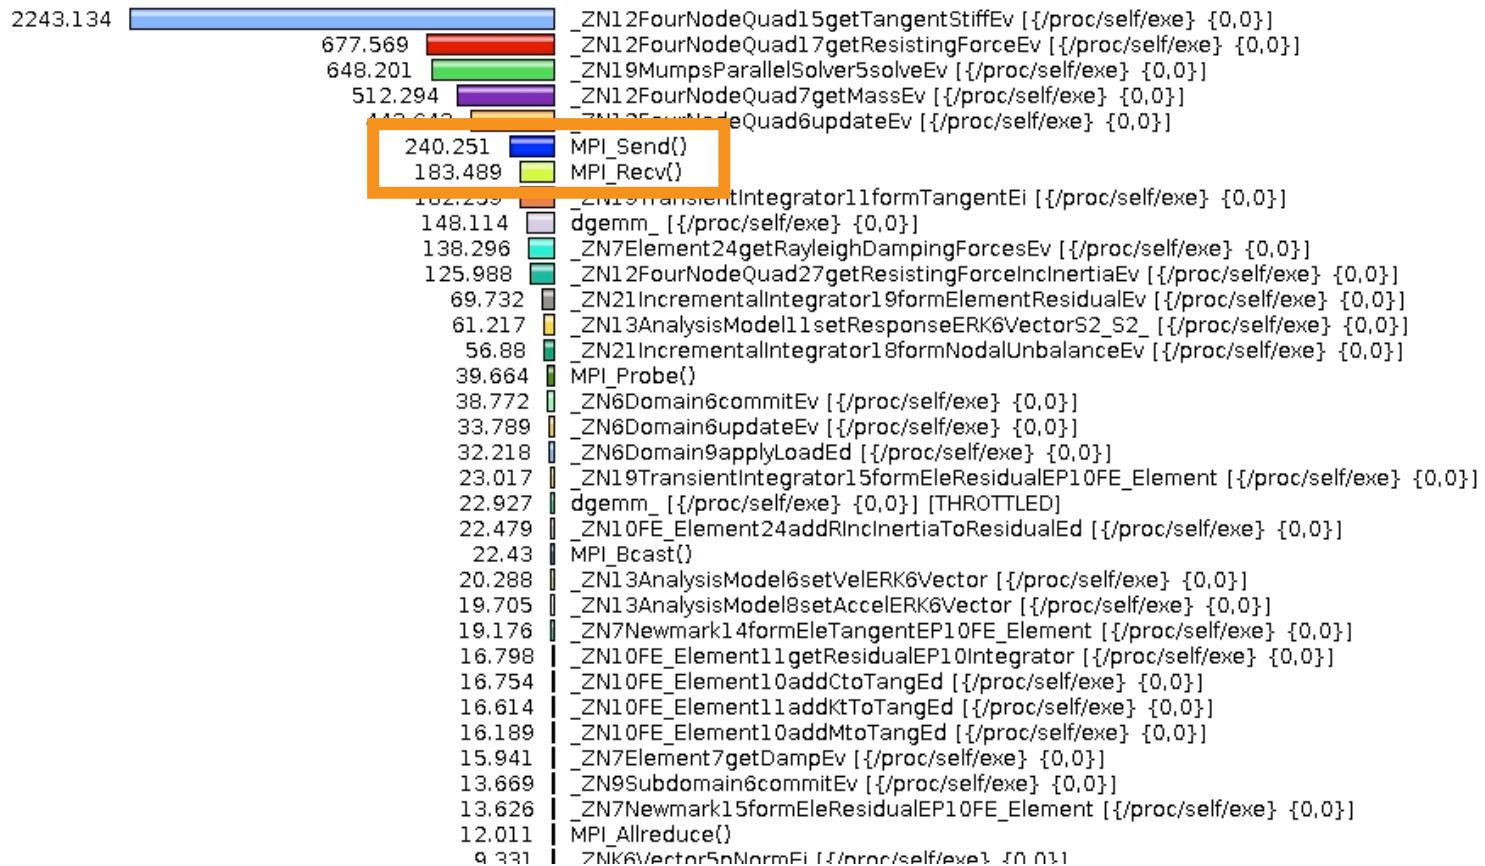 2243.134 _ZN12FourNodeQuad15getTangentStiffEv [{/proc/self/exe} {0,0}]
677.569 _ZN12FourNodeQuad17getResistingForceEv [{/proc/self/exe} {0,0}]
648.201 _ZN19MumpsParallelSolver5solveEv [{/proc/self/exe} {0,0}]
512.294 _ZN12FourNodeQuad7getMassEv [{/proc/self/exe} {0,0}]
_ZN12FourNodeQuad6updateEv [{/proc/self/exe} {0,0}]
240.251 MPI_Send()
183.489 MPI_Recv()
182.239 _ZN19TransientIntegrator11formTangentEi [{/proc/self/exe} {0,0}]
148.114 dgemm_ [{/proc/self/exe} {0,0}]
138.296 _ZN7Element24getRayleighDampingForcesEv [{/proc/self/exe} {0,0}]
125.988 _ZN12FourNodeQuad27getResistingForceIncInertiaEv [{/proc/self/exe} {0,0}]
69.732 _ZN21IncrementalIntegrator19formElementResidualEv [{/proc/self/exe} {0,0}]
61.217 _ZN13AnalysisModel11setResponseERK6VectorS2_S2_ [{/proc/self/exe} {0,0}]
56.88 _ZN21IncrementalIntegrator18formNodalUnbalanceEv [{/proc/self/exe} {0,0}]
39.664 MPI_Probe()
38.772 _ZN6Domain6commitEv [{/proc/self/exe} {0,0}]
33.789 _ZN6Domain6updateEv [{/proc/self/exe} {0,0}]
32.218 _ZN6Domain9applyLoadEd [{/proc/self/exe} {0,0}]
23.017 _ZN19TransientIntegrator15formEleResidualEP10FE_Element [{/proc/self/exe} {0,0}]
22.927 dgemm_ [{/proc/self/exe} {0,0}] [THROTTLED]
22.479 _ZN10FE_Element24addRIncInertiaToResidualEd [{/proc/self/exe} {0,0}]
22.43 MPI_Bcast()
20.288 _ZN13AnalysisModel6setVelERK6Vector [{/proc/self/exe} {0,0}]
19.705 _ZN13AnalysisModel8setAccelERK6Vector [{/proc/self/exe} {0,0}]
19.176 _ZN7Newmark14formEleTangentEP10FE_Element [{/proc/self/exe} {0,0}]
16.798 _ZN10FE_Element11getResidualEP10Integrator [{/proc/self/exe} {0,0}]
16.754 _ZN10FE_Element10addCtoTangEd [{/proc/self/exe} {0,0}]
16.614 _ZN10FE_Element11addKtToTangEd [{/proc/self/exe} {0,0}]
16.189 _ZN10FE_Element10addMtoTangEd [{/proc/self/exe} {0,0}]
15.941 _ZN7Element7getDampEv [{/proc/self/exe} {0,0}]
13.669 _ZN9Subdomain6commitEv [{/proc/self/exe} {0,0}]
13.626 _ZN7Newmark15formEleResidualEP10FE_Element [{/proc/self/exe} {0,0}]
12.011 MPI_Allreduce()
9.331 _ZNK6Vector5pNormEi [{/proc/self/exe} {0,0}]